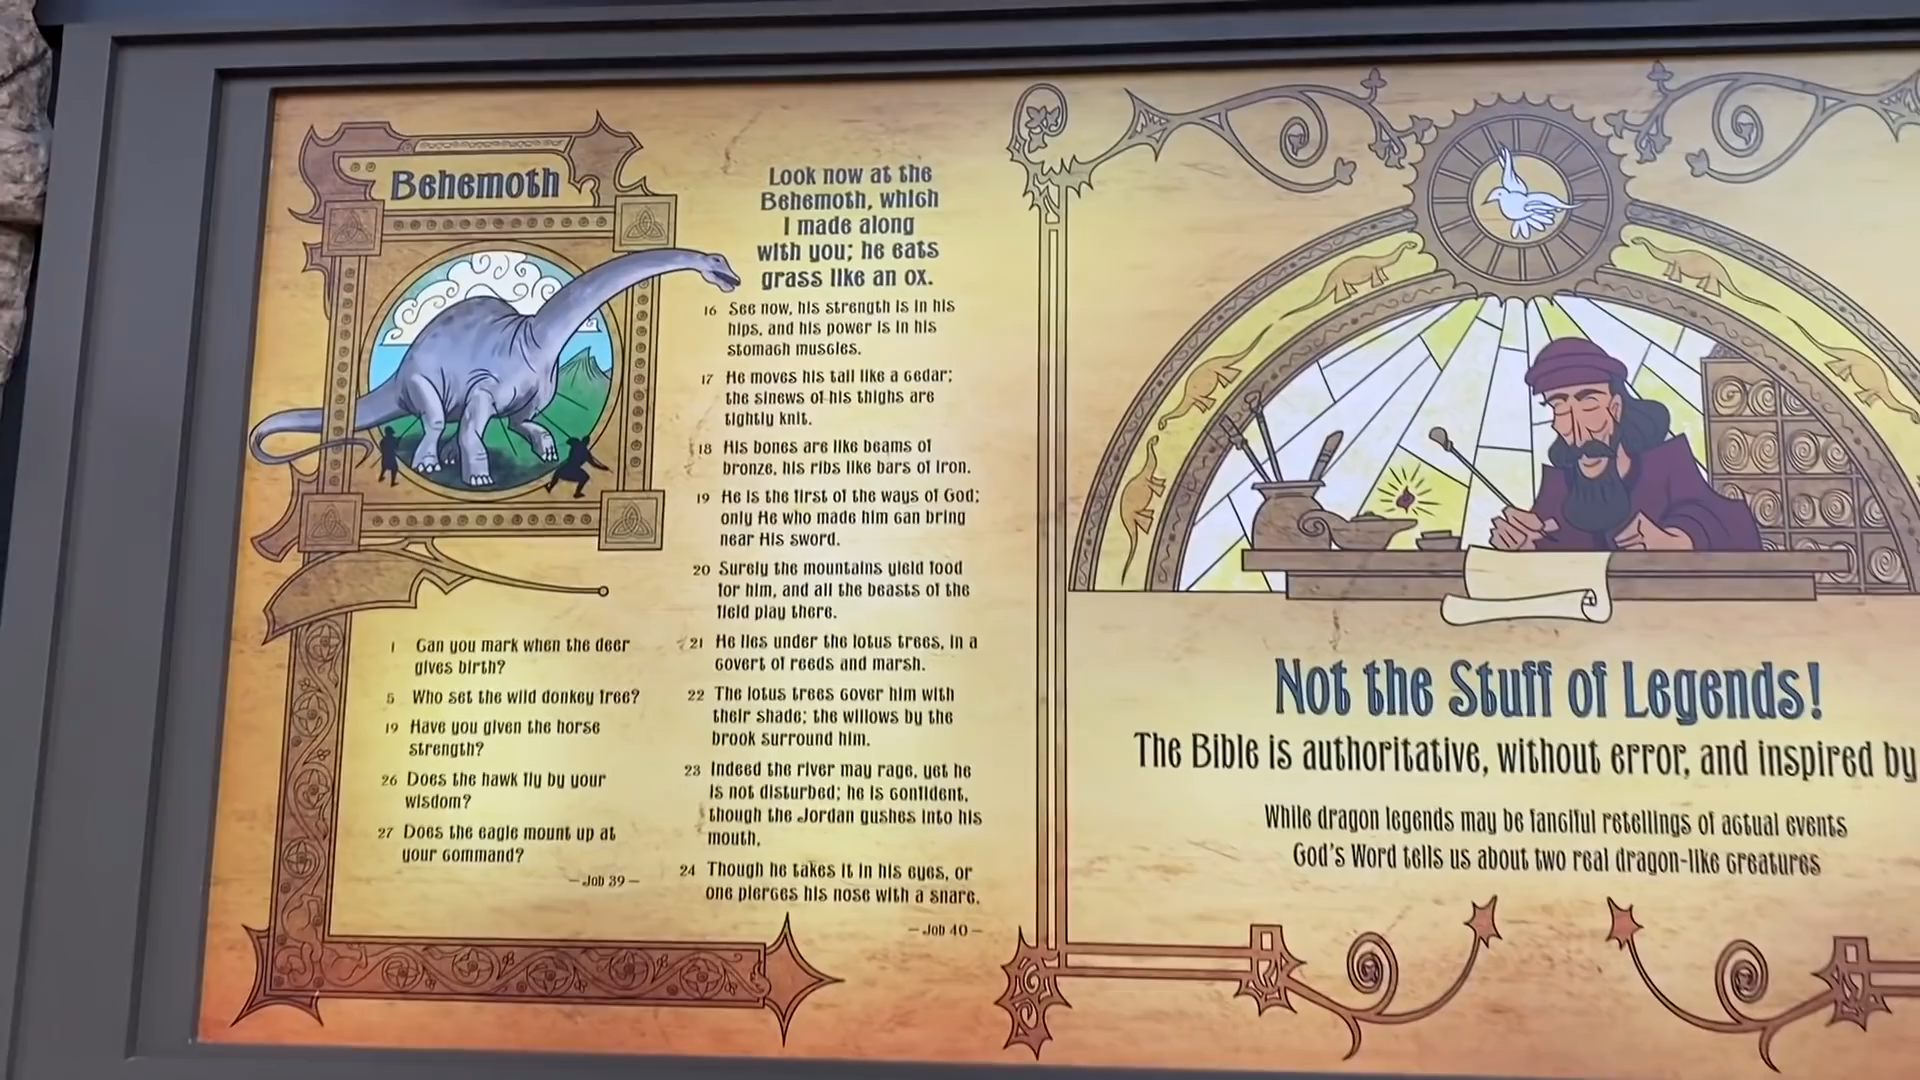 Behemoth
1 Can you mark when the deer
gives birth?
5 Who set the wild donkey free?
19 Have you given the horse
strength?
26 Does the hawk fly by your
wisdom?
27 Does the eagle mount up at
your command?
— Job 39 —
Look now at the
Behemoth, which
I made along
with you; he eats
grass like an ox.
16 See now, his strength is in his
hips, and his power is in his
stomach muscles.
17 He moves his tail like a cedar;
the sinews of his thighs are
tightly knit.
18 His bones are like beams of
bronze, his ribs like bars of iron.
19 He is the first of the ways of God;
only He who made him can bring
near His sword.
20 Surely the mountains yield food
for him, and all the beasts of the
field play there.
21 He lies under the lotus trees, in a
covert of reeds and marsh.
22 The lotus trees cover him with
their shade; the willows by the
brook surround him.
23 Indeed the river may rage, yet he
is not disturbed; he is confident,
though the Jordan gushes into his
mouth,
24 Though he takes it in his eyes, or
one pierces his nose with a snare.
— Job 40 —
Not the Stuff of Legends!
The Bible is authoritative, without error, and inspired by
While dragon legends may be fanciful retellings of actual events
God's Word tells us about two real dragon-like creatures